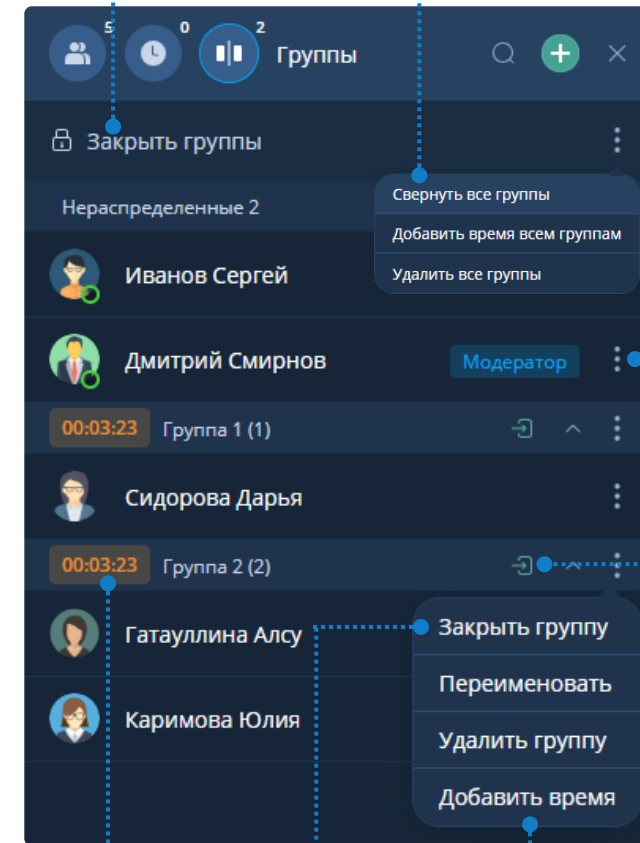 5
0
2
Группы
Закрыть группы
Свернуть все группы
Нераспределенные 2
Добавить время всем группам
Удалить все группы
Иванов Сергей
Дмитрий Смирнов
Модератор
00:03:23 Группа 1 (1)
Сидорова Дарья
00:03:23 Группа 2 (2)
Гатауллина Алсу
Закрыть группу
Переименовать
Каримова Юлия
Удалить группу
Добавить время